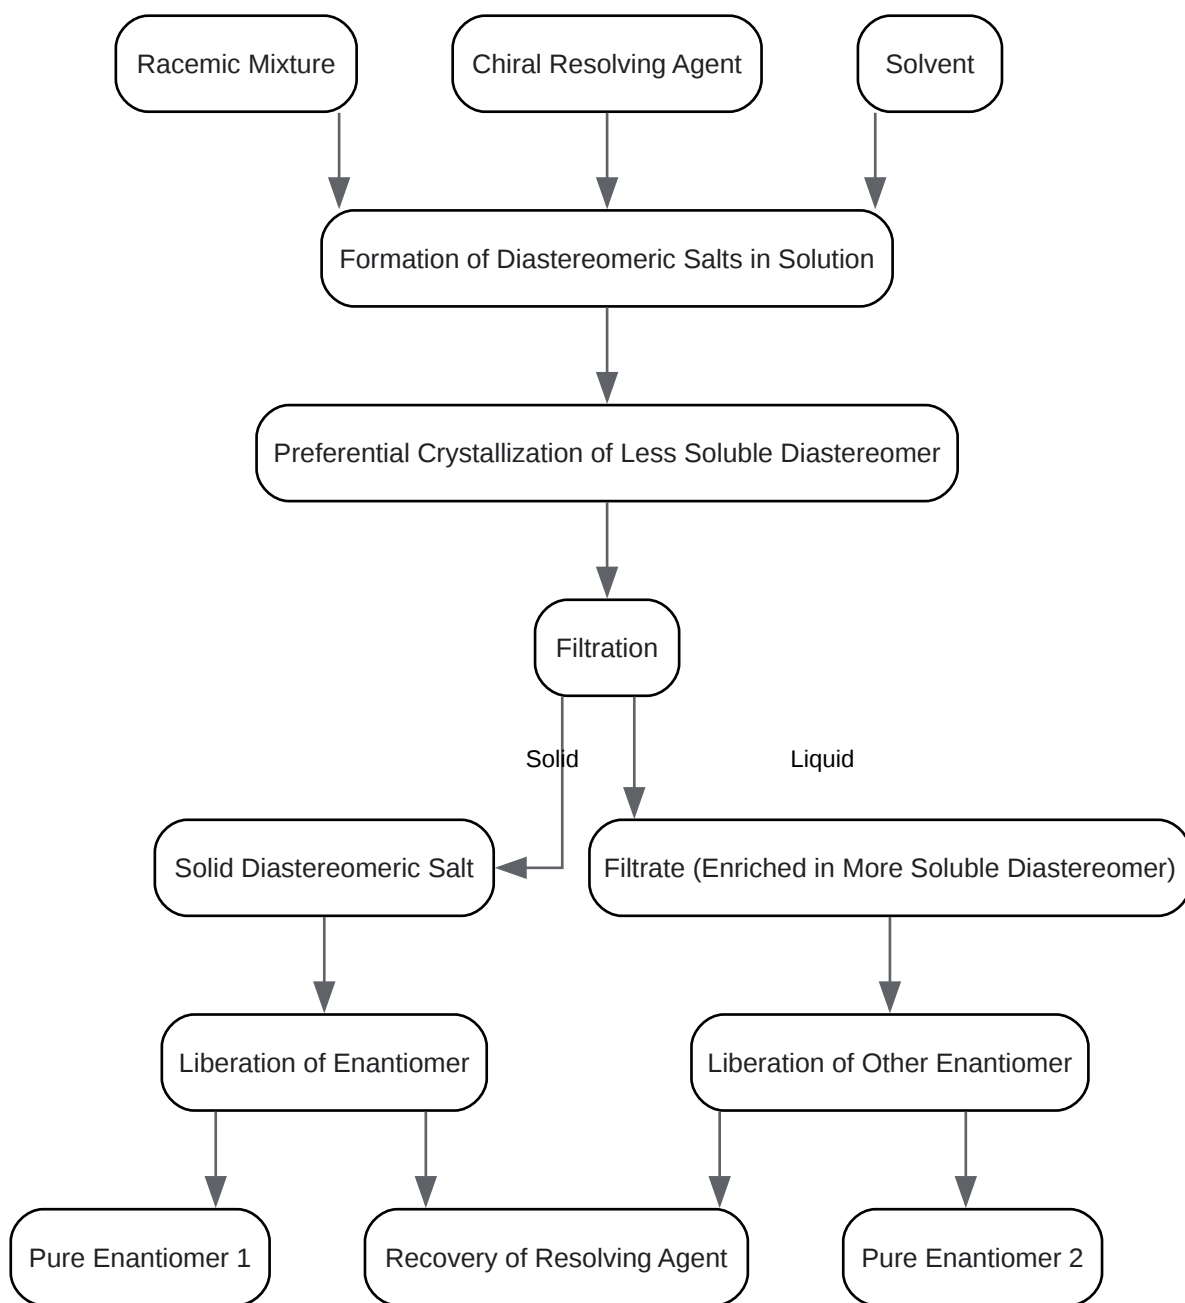 Racemic Mixture
Chiral Resolving Agent
Solvent
Formation of Diastereomeric Salts in Solution
Preferential Crystallization of Less Soluble Diastereomer
Filtration
Solid
Liquid
Solid Diastereomeric Salt
Filtrate (Enriched in More Soluble Diastereomer)
Liberation of Enantiomer
Liberation of Other Enantiomer
Pure Enantiomer 1
Recovery of Resolving Agent
Pure Enantiomer 2